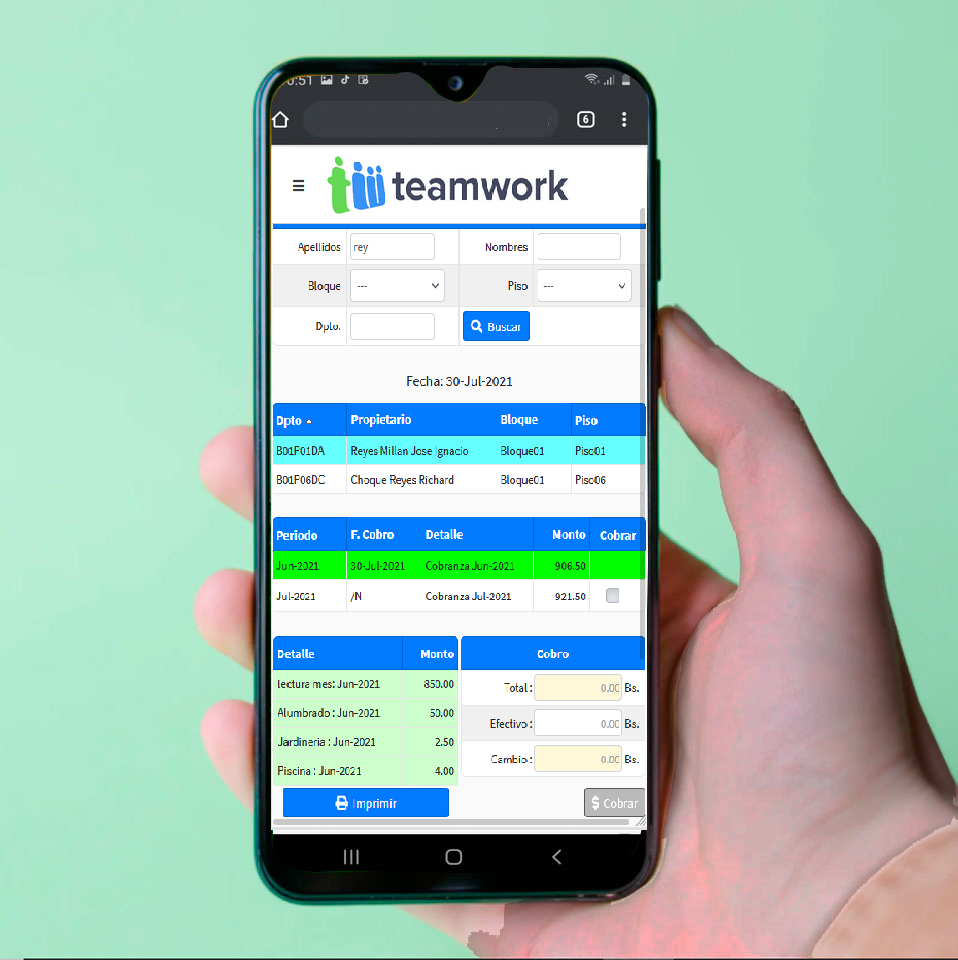 0:51
6
teamwork
Apellidos rey Nombres
Bloque --- Piso ---
Dpto. Buscar
Fecha: 30-Jul-2021
Dpto Propietario Bloque Piso
B01P01DA Reyes Millan Jose Ignacio Bloque01 Piso01
B01P06DC Choque Reyes Richard Bloque01 Piso06
Periodo F. Cobro Detalle Monto Cobrar
Jun-2021 30-Jul-2021 Cobranza Jun-2021 906.50
Jul-2021 /N Cobranza Jul-2021 921.50
Detalle Monto Cobro
lectura mes: Jun-2021 850.00 Total : 0.00 Bs.
Alumbrado : Jun-2021 50.00 Efectivo : 0.00 Bs.
Jardineria : Jun-2021 2.50
Cambio : 0.00 Bs.
Piscina : Jun-2021 4.00
Imprimir $ Cobrar